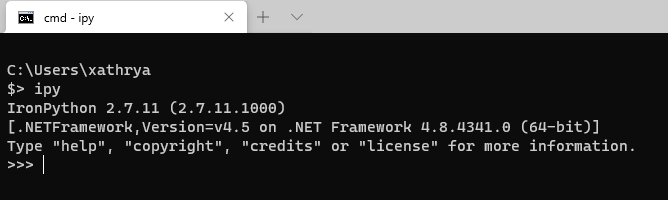 cmd - ipy
C:\Users\xathrya
$> ipy
IronPython 2.7.11 (2.7.11.1000)
[.NETFramework,Version=v4.5 on .NET Framework 4.8.4341.0 (64-bit)]
Type "help", "copyright", "credits" or "license" for more information.
>>>